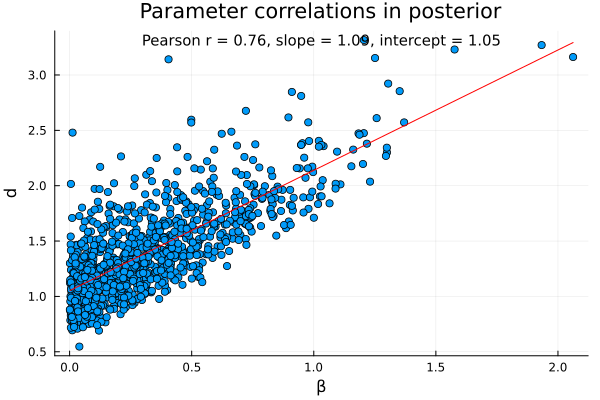 Parameter correlations in posterior
Pearson r = 0.76, slope = 1.09, intercept = 1.05
3.0
2.5
2.0
1.5
1.0
0.5
d
0.0 0.5 1.0 1.5 2.0
β